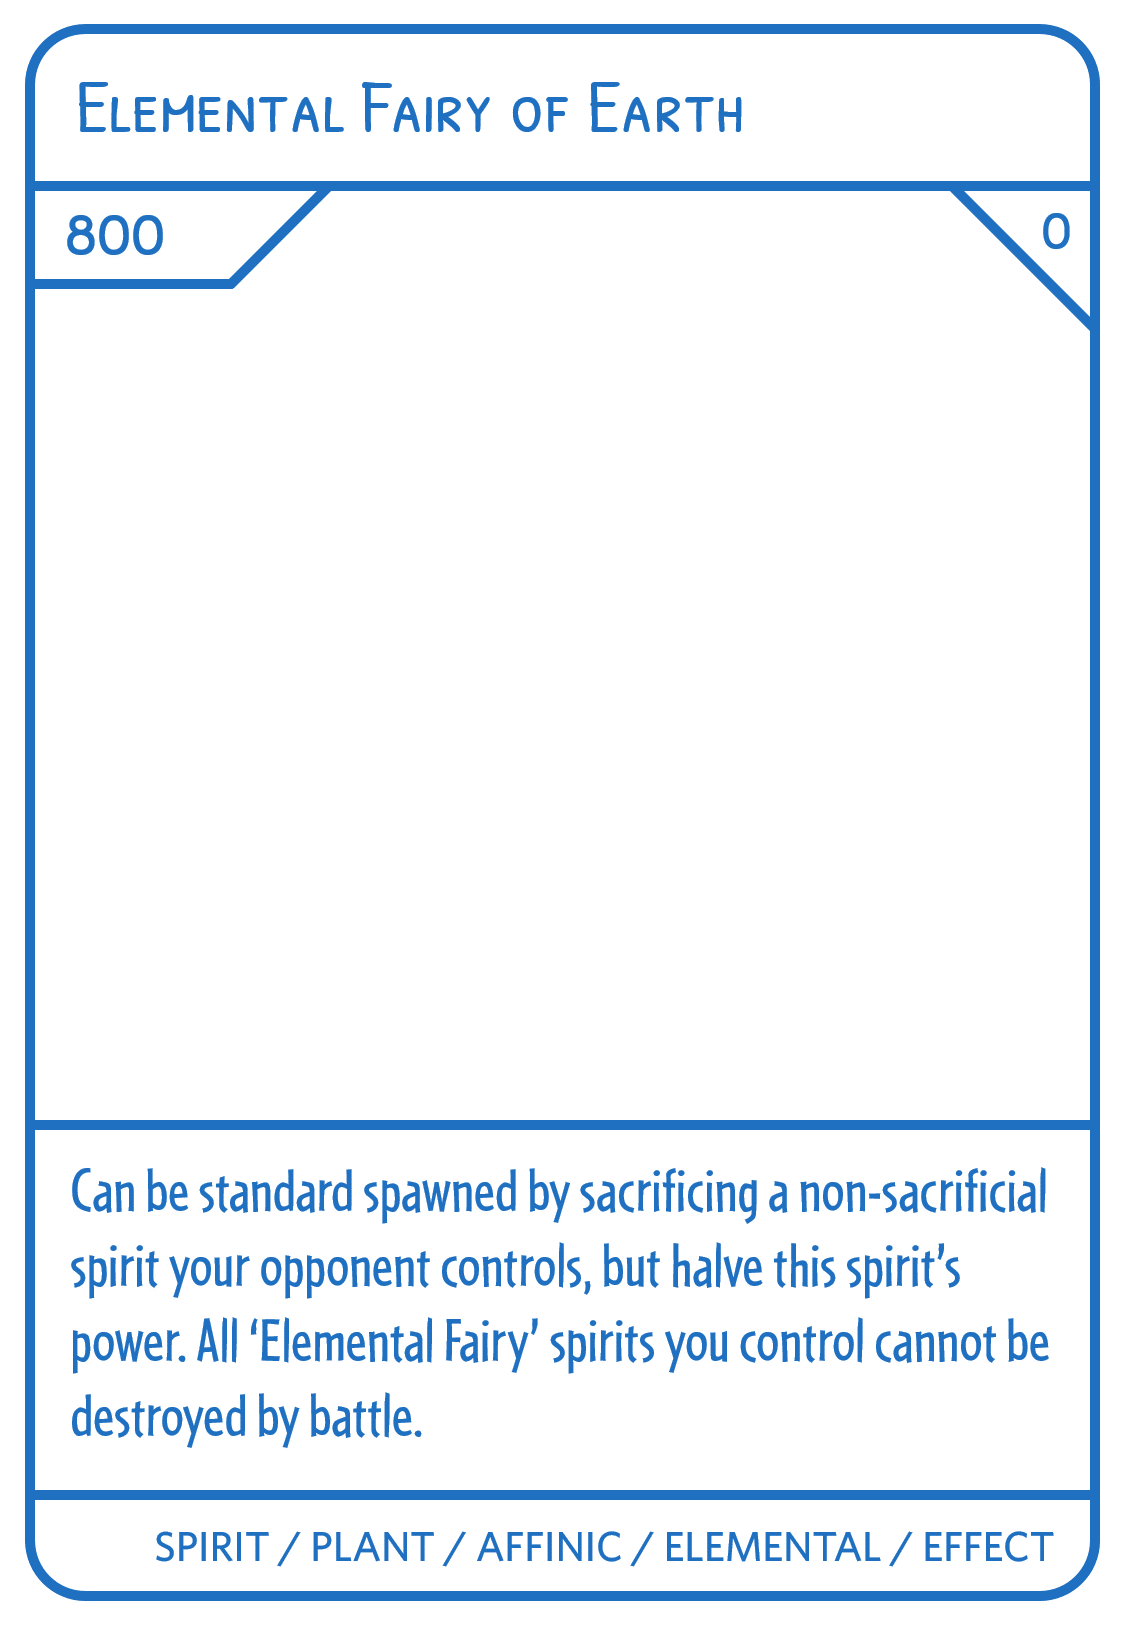 Elemental Fairy of Earth
800
0
Can be standard spawned by sacrificing a non-sacrificial
spirit your opponent controls, but halve this spirit’s
power. All ‘Elemental Fairy’ spirits you control cannot be
destroyed by battle.
SPIRIT / PLANT / AFFINIC / ELEMENTAL / EFFECT